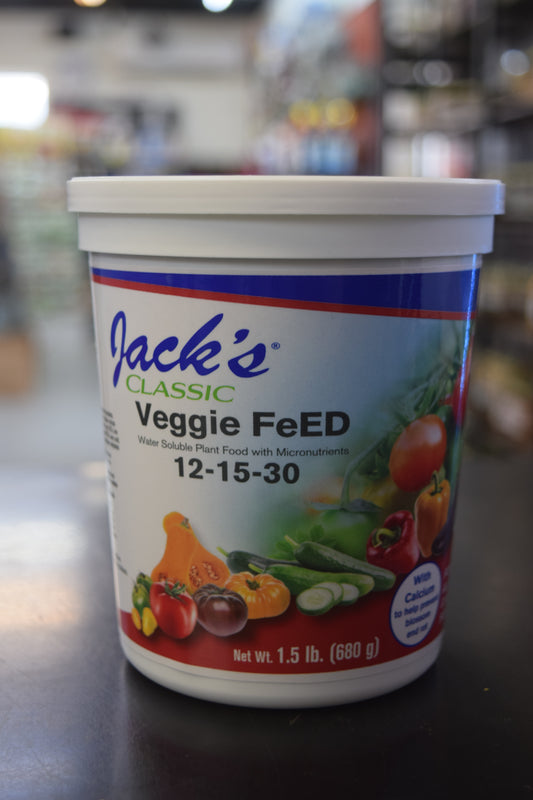 Jack's®
CLASSIC
Veggie FeED
Water Soluble Plant Food with Micronutrients
12-15-30
With
Calcium
to help prevent
blossom
end rot
Net Wt. 1.5 lb. (680 g)